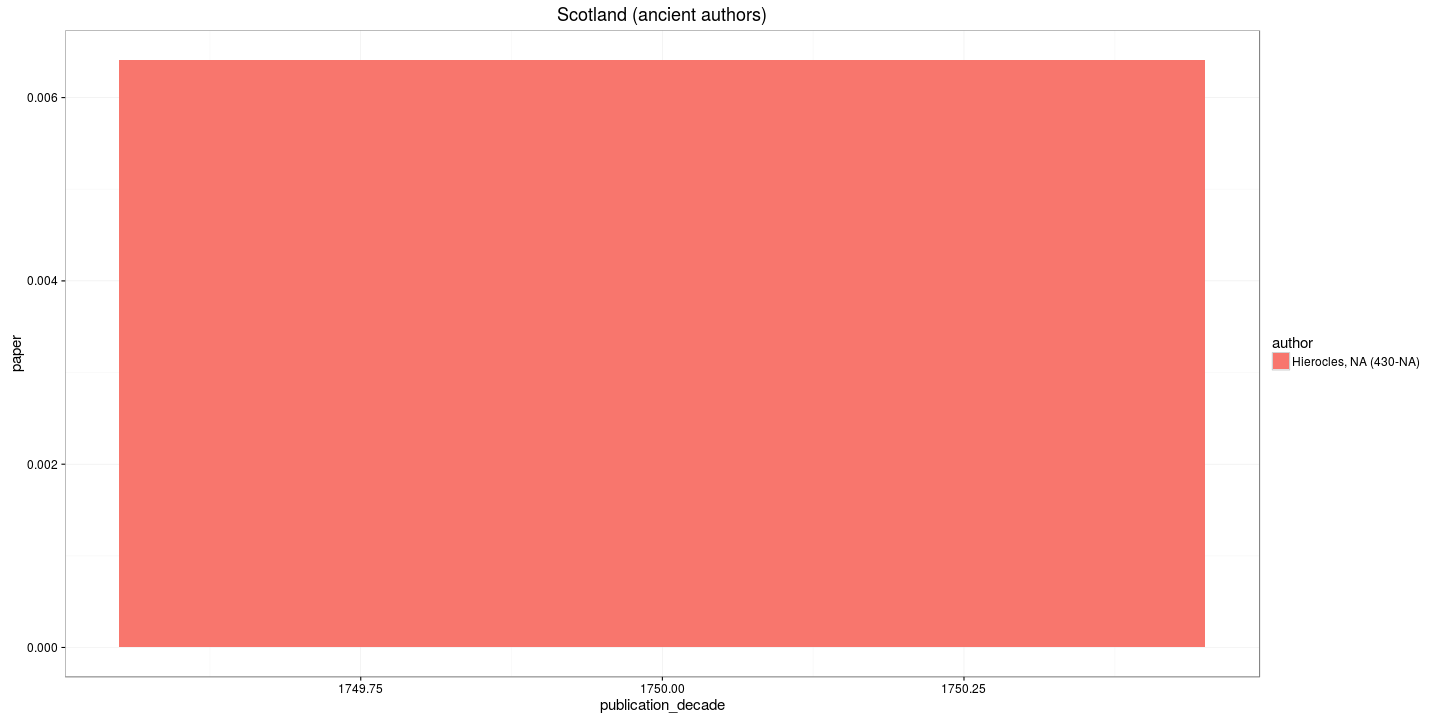 Scotland (ancient authors)
0.006
0.004
0.002
0.000
paper
1749.75 1750.00 1750.25
publication_decade
author
Hierocles, NA (430-NA)